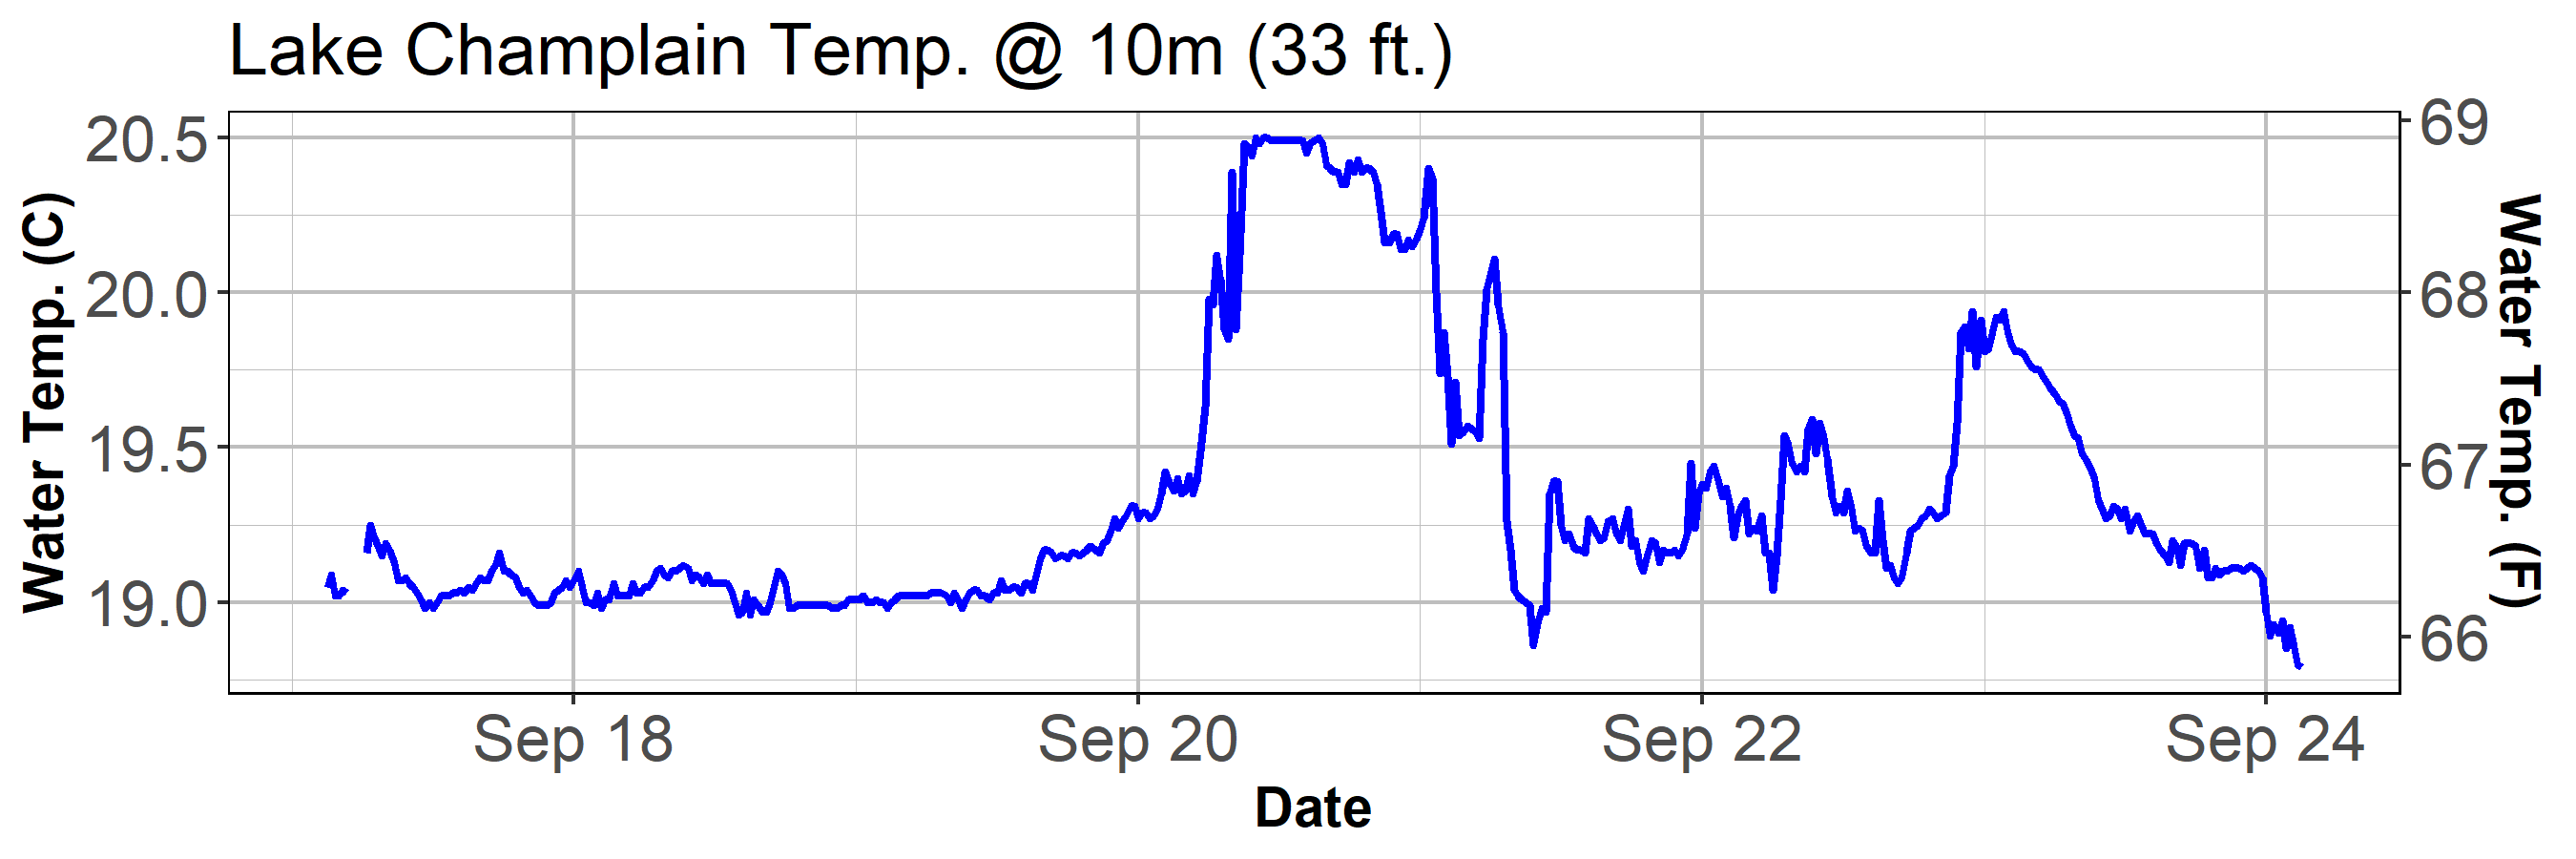 Lake Champlain Temp. @ 10m (33 ft.)
Water Temp. (C)
20.5
20.0
19.5
19.0
69
68
67
66
Water Temp. (F)
Sep 18
Sep 20
Sep 22
Sep 24
Date